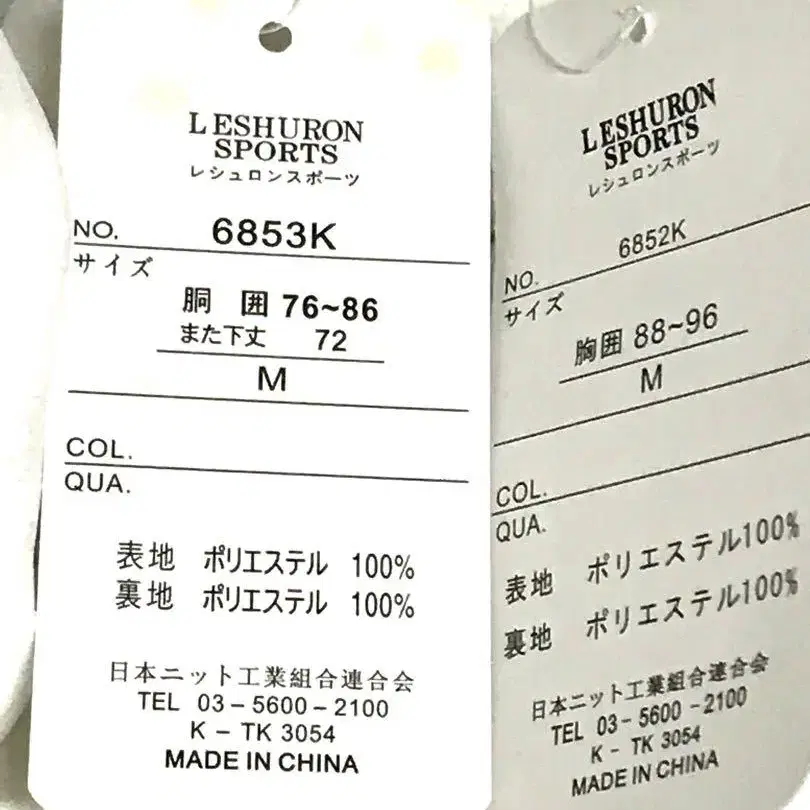 LESHURON
SPORTS
レシュロンスポーツ
NO. 6853K
サイズ
胴 囲 76~86
また下丈 72
M
COL.
QUA.
表地 ポリエステル 100%
裏地 ポリエステル 100%
日本ニット工業組合連合会
TEL 03-5600-2100
K - TK 3054
MADE IN CHINA
LESHURON
SPORTS
レシュロンスポーツ
NO. 6852K
サイズ
胸囲 88~96
M
COL.
QUA.
表地 ポリエステル100%
裏地 ポリエステル100%
日本ニット工業組合連合会
TEL 03-5600-2100
K - TK 3054
MADE IN CHINA